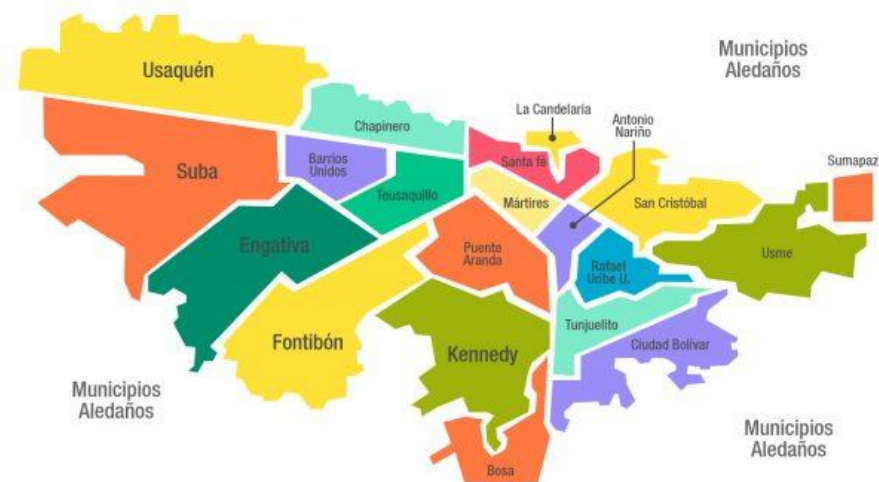 Municipios
Aledaños
Usaquén
La Candelaria
Antonio
Nariño
Chapinero
Barrios
Unidos
Santa fé
Sumapaz
Suba
Teusaquillo
Mártires
San Cristóbal
Engativa
Puente
Aranda
Rafael
Uribe U.
Usme
Fontibón
Tunjuelito
Kennedy
Ciudad Bolívar
Municipios
Aledaños
Municipios
Aledaños
Bosa